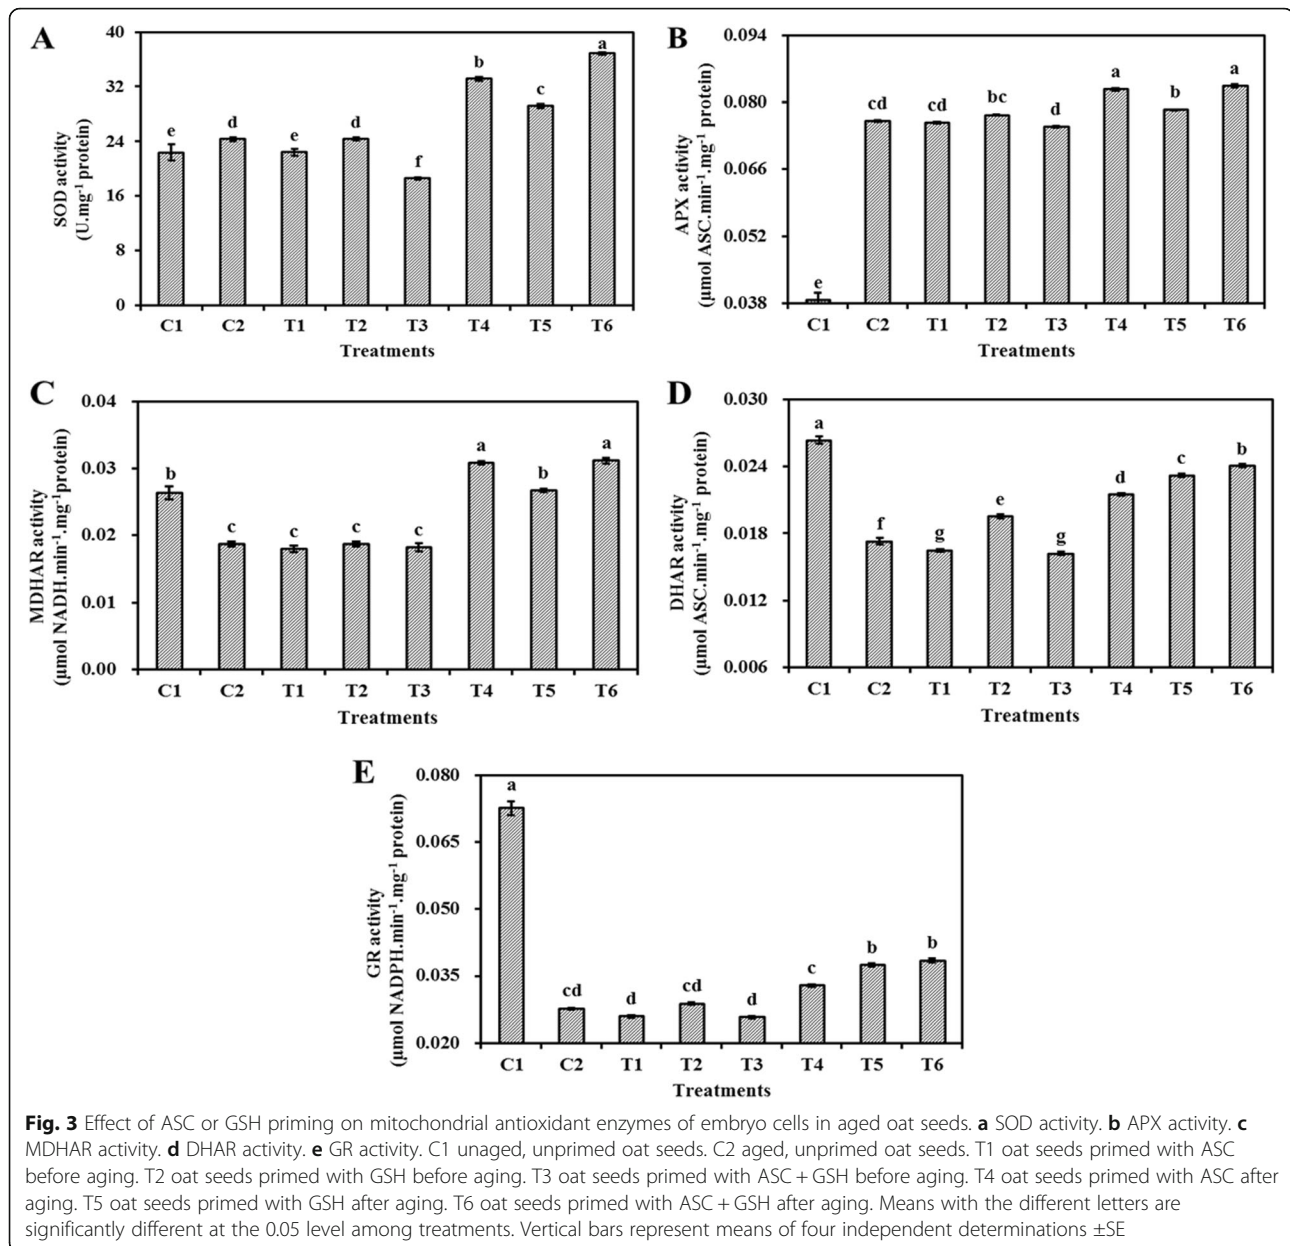 A
SOD activity
(U.mg⁻¹ protein)
40
32
24
16
8
0
e
d
e
d
f
b
c
a
C1 C2 T1 T2 T3 T4 T5 T6
Treatments
B
APX activity
(μmol ASC.min⁻¹.mg⁻¹ protein)
0.094
0.080
0.066
0.052
0.038
e
cd
cd
bc
d
a
b
a
C1 C2 T1 T2 T3 T4 T5 T6
Treatments
C
MDHAR activity
(μmol NADH.min⁻¹.mg⁻¹protein)
0.04
0.03
0.02
0.01
0.00
b
c
c
c
c
a
b
a
C1 C2 T1 T2 T3 T4 T5 T6
Treatments
D
DHAR activity
(μmol ASC.min⁻¹.mg⁻¹ protein)
0.030
0.024
0.018
0.012
0.006
a
f
g
e
g
d
c
b
C1 C2 T1 T2 T3 T4 T5 T6
Treatments
E
GR activity
(μmol NADPH.min⁻¹.mg⁻¹ protein)
0.080
0.065
0.050
0.035
0.020
a
cd
d
cd
d
c
b
b
C1 C2 T1 T2 T3 T4 T5 T6
Treatments
Fig. 3 Effect of ASC or GSH priming on mitochondrial antioxidant enzymes of embryo cells in aged oat seeds. a SOD activity. b APX activity. c
MDHAR activity. d DHAR activity. e GR activity. C1 unaged, unprimed oat seeds. C2 aged, unprimed oat seeds. T1 oat seeds primed with ASC
before aging. T2 oat seeds primed with GSH before aging. T3 oat seeds primed with ASC + GSH before aging. T4 oat seeds primed with ASC after
aging. T5 oat seeds primed with GSH after aging. T6 oat seeds primed with ASC + GSH after aging. Means with the different letters are
significantly different at the 0.05 level among treatments. Vertical bars represent means of four independent determinations ±SE